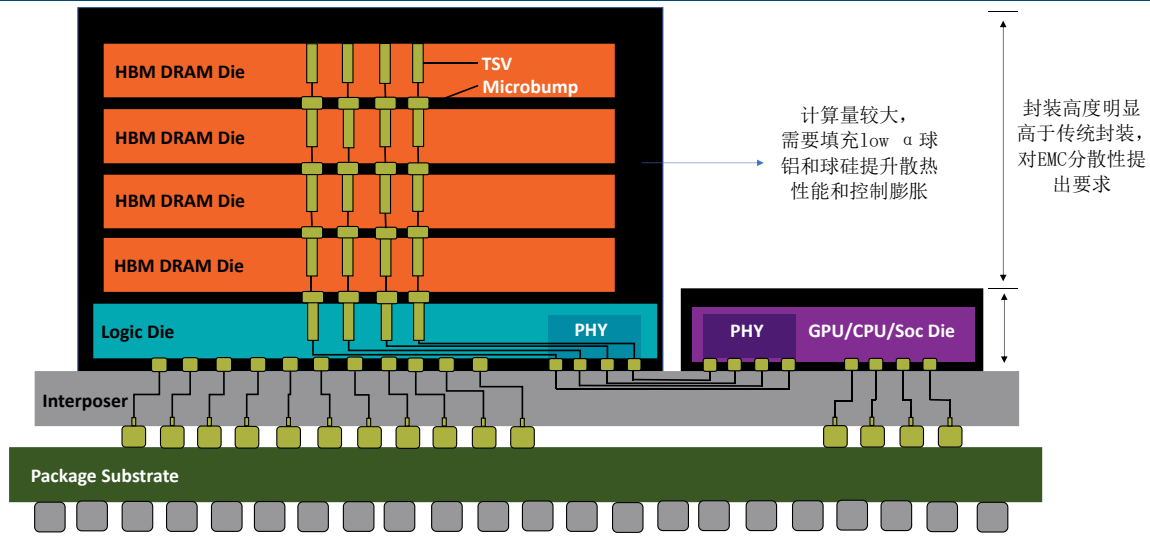 HBM DRAM Die
TSV
Microbump
HBM DRAM Die
HBM DRAM Die
HBM DRAM Die
Logic Die
PHY
PHY
GPU/CPU/Soc Die
Interposer
Package Substrate
计算量较大，
需要填充low α球
铝和球硅提升散热
性能和控制膨胀
封装高度明显
高于传统封装，
对EMC分散性提
出要求